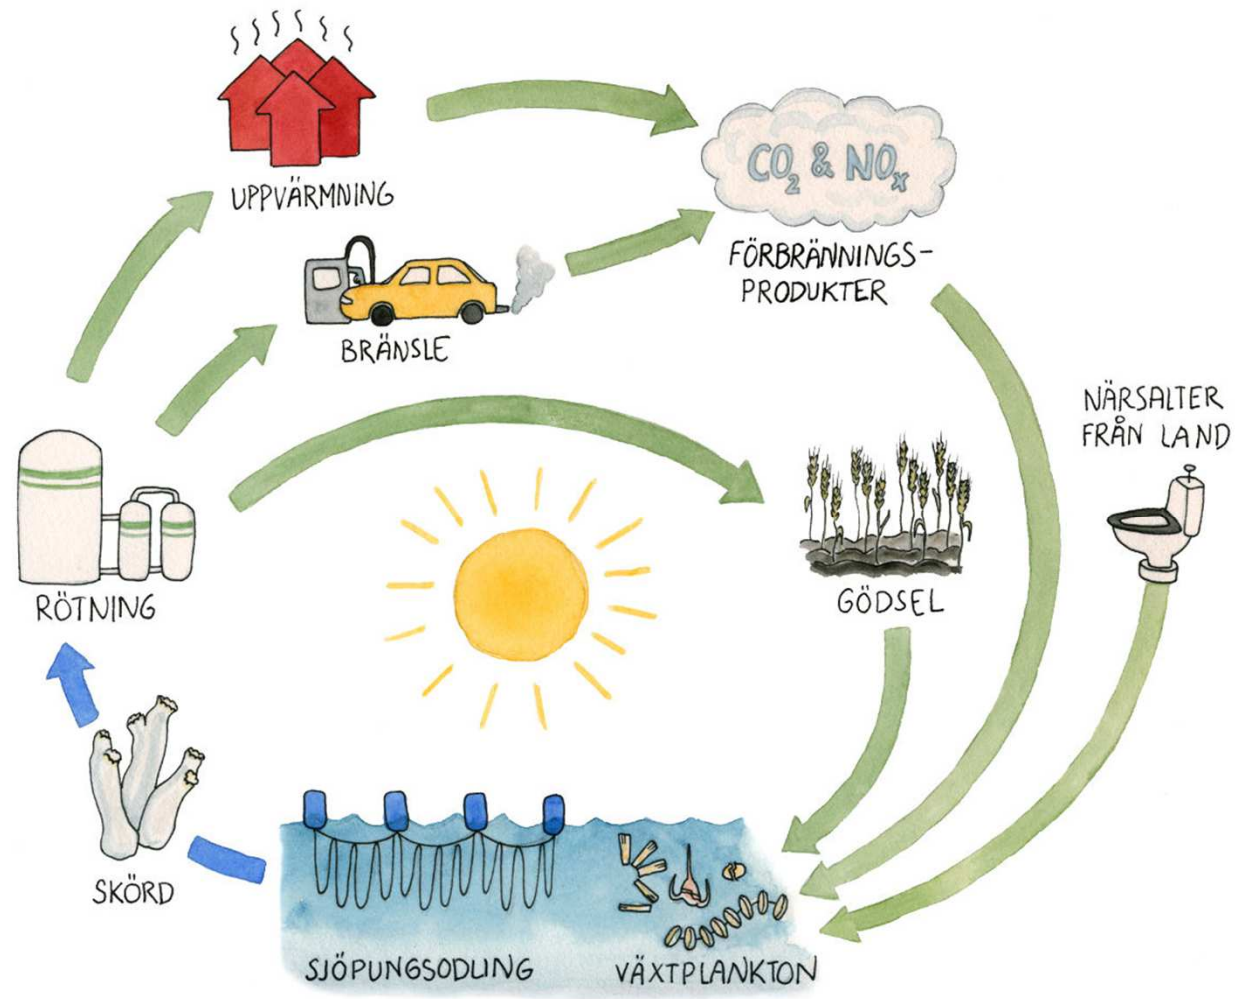 UPPVÄRMNING
CO2 & NOx
FÖRBRÄNNINGS-
PRODUKTER
BRÄNSLE
NÄRSALTER
FRÅN LAND
RÖTNING
GÖDSEL
SKÖRD
SJÖPUNGSODLING
VÄXTPLANKTON